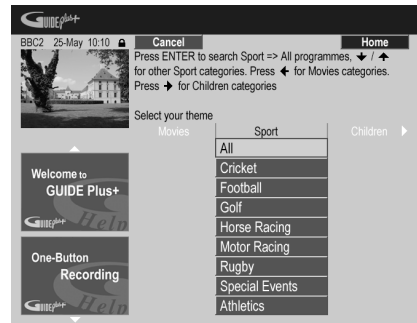 GUIDE Plus+
BBC2 25-May 10:10
Cancel
Home
Press ENTER to search Sport => All programmes, ↓ / ↑
for other Sport categories. Press ← for Movies categories.
Press → for Children categories
Select your theme
Movies
Sport
Children
All
Cricket
Football
Golf
Horse Racing
Motor Racing
Rugby
Special Events
Athletics
Welcome to
GUIDE Plus+
GUIDE Plus+ Help
One-Button
Recording
GUIDE Plus+ Help